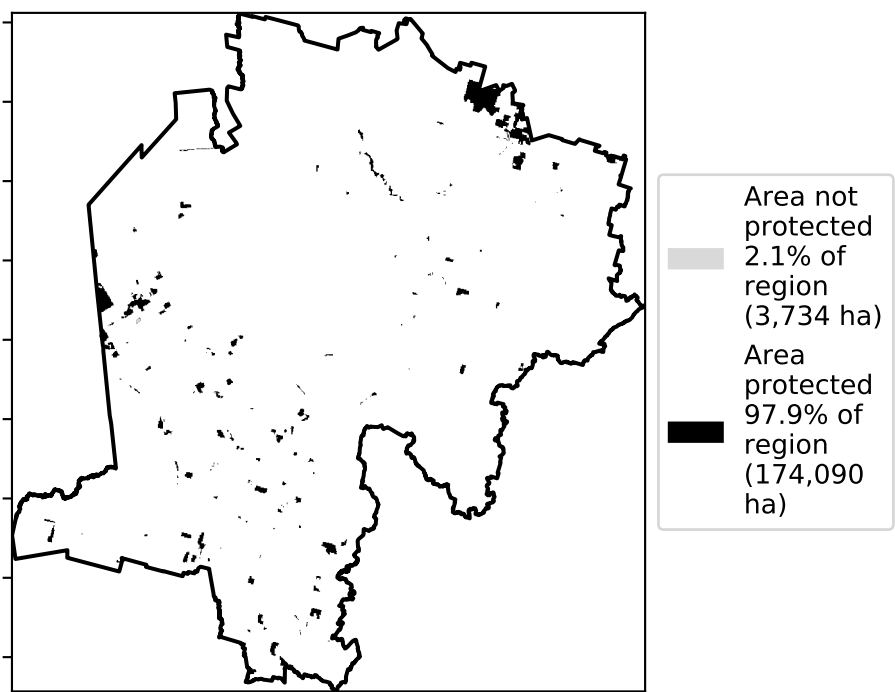 Area not
protected
2.1% of
region
(3,734 ha)
Area
protected
97.9% of
region
(174,090
ha)